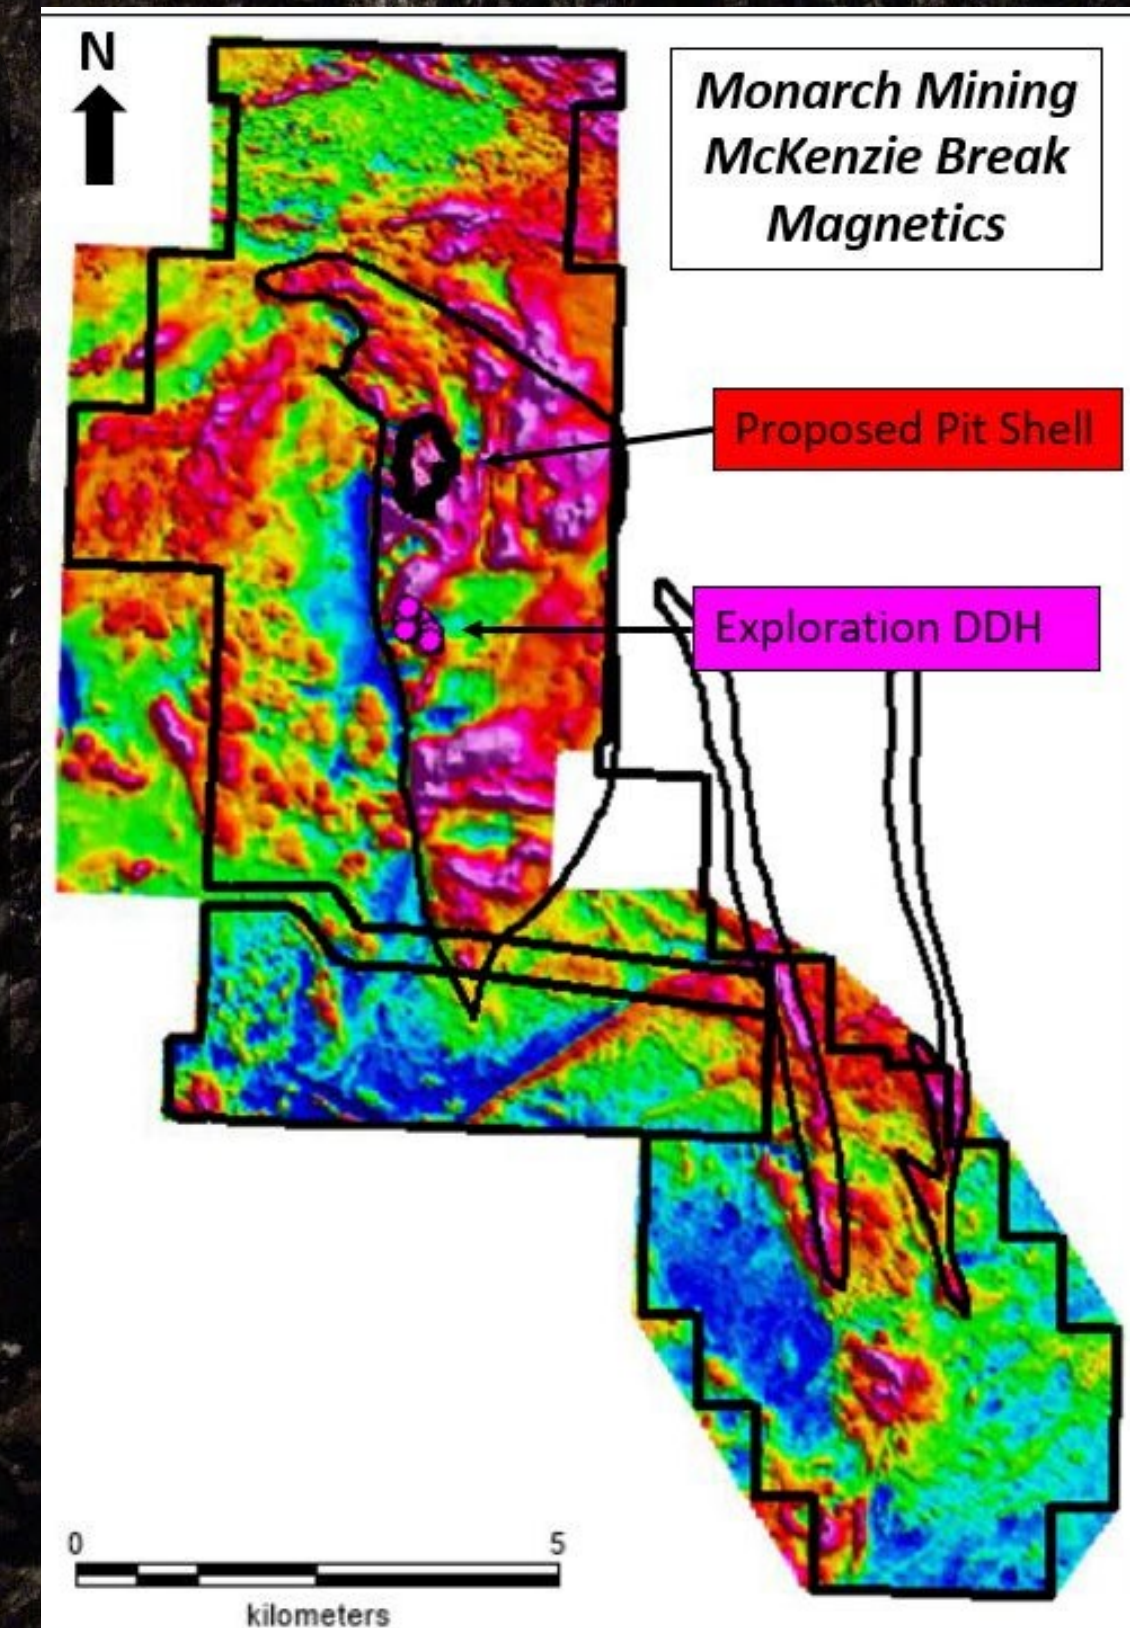 N
Monarch Mining
McKenzie Break
Magnetics
Proposed Pit Shell
Exploration DDH
0 5
kilometers